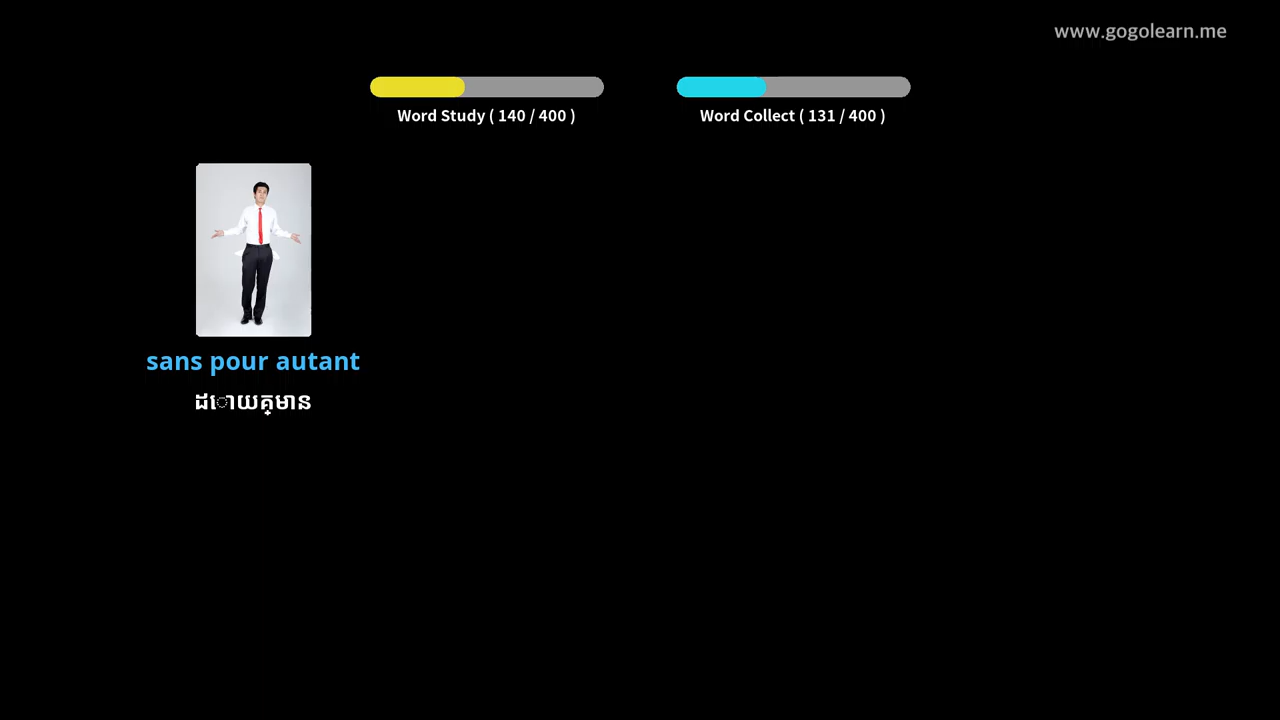 www.gogolearn.me
Word Study ( 140 / 400 )
Word Collect ( 131 / 400 )
sans pour autant
ដោយគ្មាន